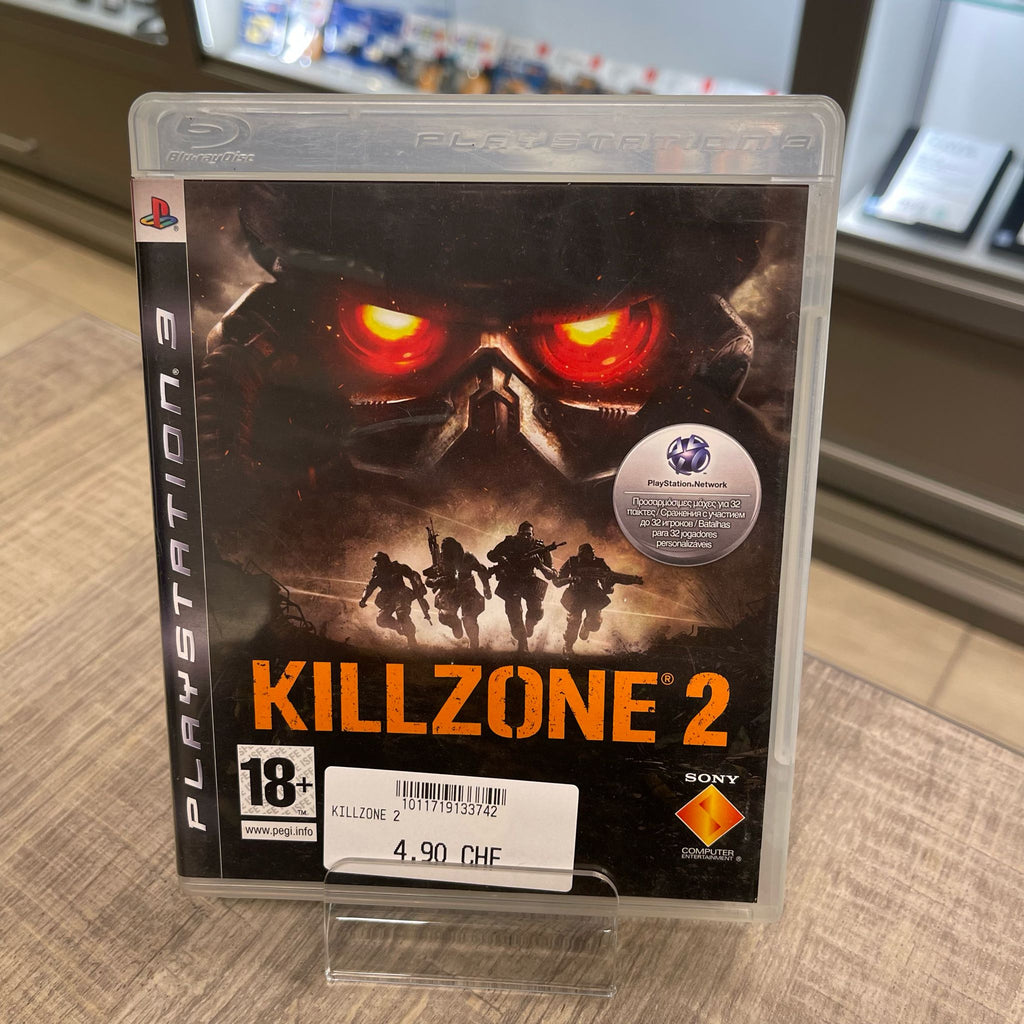 Blu-ray Disc
PLAYSTATION 3
PLAYSTATION®3
PlayStation®Network
Προσαρμόσιμες μάχες για 32
παίκτες / Сражения с участием
до 32 игроков / Batalhas
para 32 jogadores
personalizáveis
KILLZONE® 2
18+
™
www.pegi.info
1011719133742
KILLZONE 2
4.90 CHF
SONY
COMPUTER
ENTERTAINMENT ®